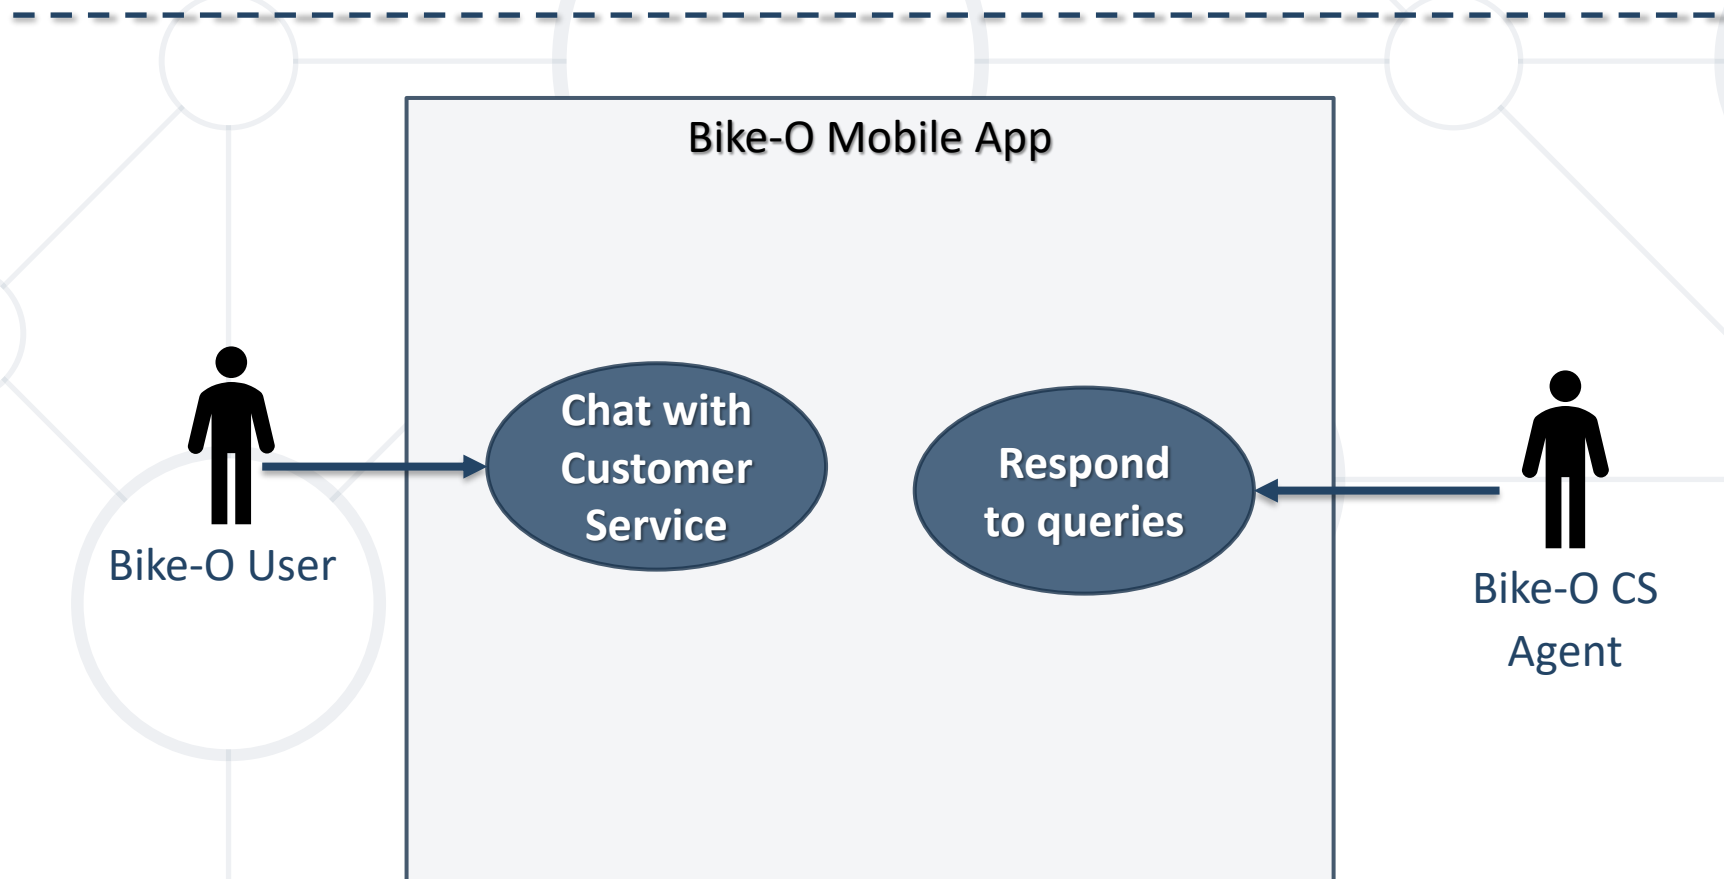 Bike-O Mobile App
Chat with
Customer
Service
Respond
to queries
Bike-O User
Bike-O CS
Agent